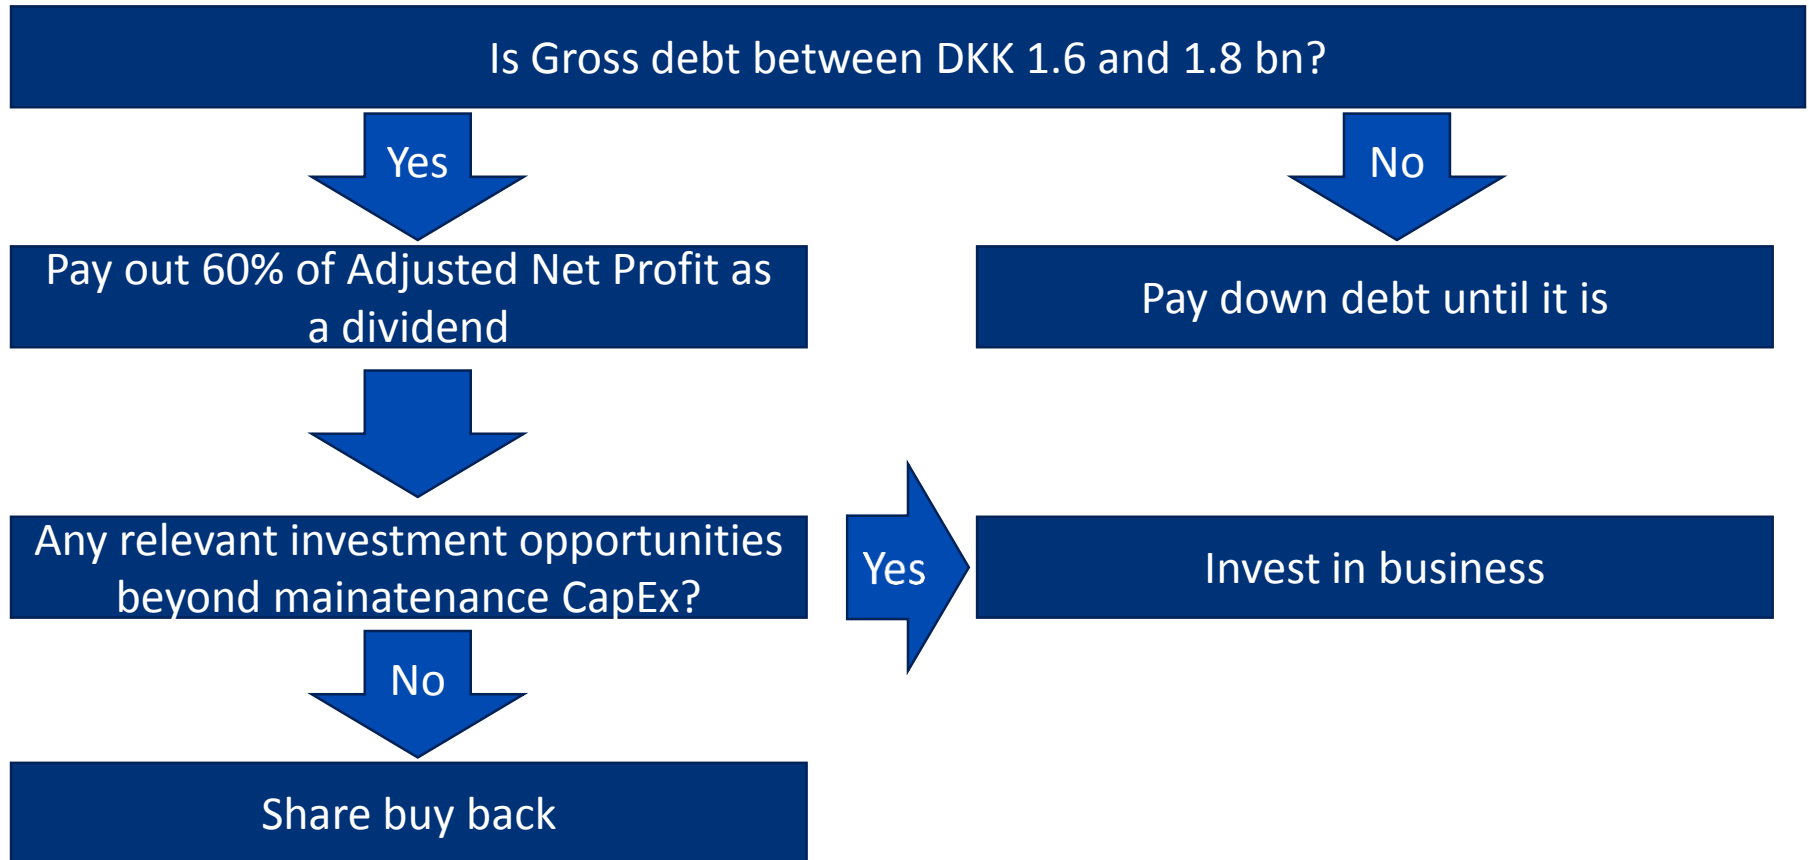 Is Gross debt between DKK 1.6 and 1.8 bn?
Yes
No
Pay out 60% of Adjusted Net Profit as
a dividend
Pay down debt until it is
Any relevant investment opportunities
beyond mainatenance CapEx?
Yes
Invest in business
No
Share buy back